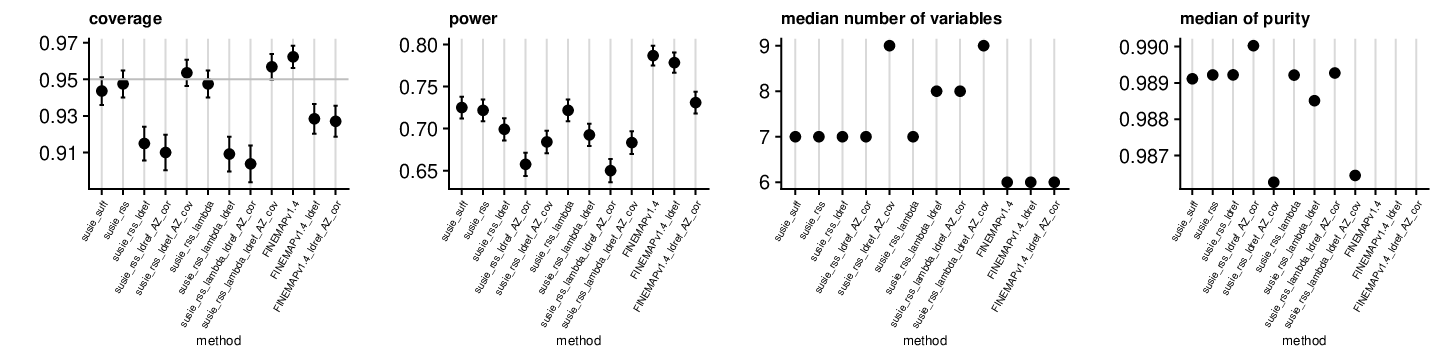 coverage
0.97
0.95
0.93
0.91
susie_suff
susie_rss
susie_rss_ldref
susie_rss_ldref_AZ_cor
susie_rss_ldref_AZ_cov
susie_rss_lambda
susie_rss_lambda_ldref
susie_rss_lambda_ldref_AZ_cor
susie_rss_lambda_ldref_AZ_cov
FINEMAPv1.4
FINEMAPv1.4_ldref
FINEMAPv1.4_ldref_AZ_cor
method
power
0.80
0.75
0.70
0.65
susie_suff
susie_rss
susie_rss_ldref
susie_rss_ldref_AZ_cor
susie_rss_ldref_AZ_cov
susie_rss_lambda
susie_rss_lambda_ldref
susie_rss_lambda_ldref_AZ_cor
susie_rss_lambda_ldref_AZ_cov
FINEMAPv1.4
FINEMAPv1.4_ldref
FINEMAPv1.4_ldref_AZ_cor
method
median number of variables
9
8
7
6
susie_suff
susie_rss
susie_rss_ldref
susie_rss_ldref_AZ_cor
susie_rss_ldref_AZ_cov
susie_rss_lambda
susie_rss_lambda_ldref
susie_rss_lambda_ldref_AZ_cor
susie_rss_lambda_ldref_AZ_cov
FINEMAPv1.4
FINEMAPv1.4_ldref
FINEMAPv1.4_ldref_AZ_cor
method
median of purity
0.990
0.989
0.988
0.987
susie_suff
susie_rss
susie_rss_ldref
susie_rss_ldref_AZ_cor
susie_rss_ldref_AZ_cov
susie_rss_lambda
susie_rss_lambda_ldref
susie_rss_lambda_ldref_AZ_cor
susie_rss_lambda_ldref_AZ_cov
FINEMAPv1.4
FINEMAPv1.4_ldref
FINEMAPv1.4_ldref_AZ_cor
method